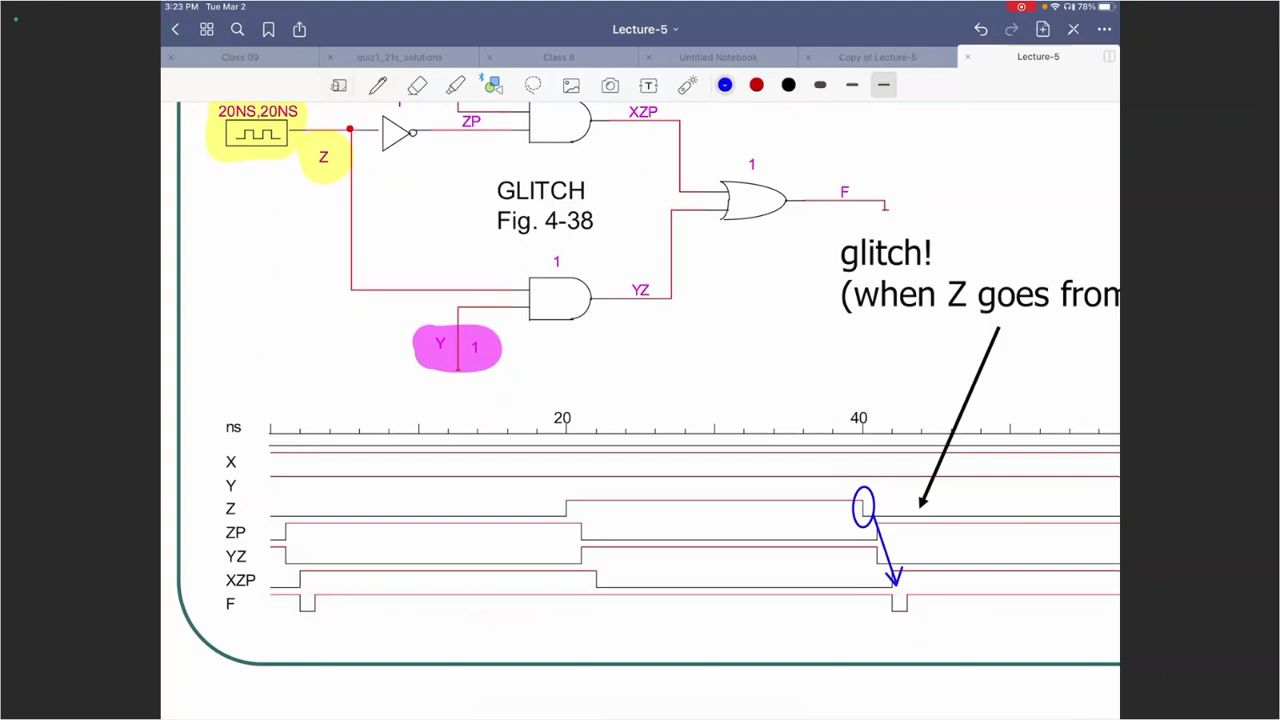 3:23 PM Tue Mar 2
78%
Lecture-5
Class 09
quiz1_21s_solutions
Class 8
Untitled Notebook
Copy of Lecture-5
Lecture-5
20NS,20NS
ZP
XZP
Z
1
F
GLITCH
Fig. 4-38
glitch!
(when Z goes from
1
YZ
Y 1
20
40
ns
X
Y
Z
ZP
YZ
XZP
F